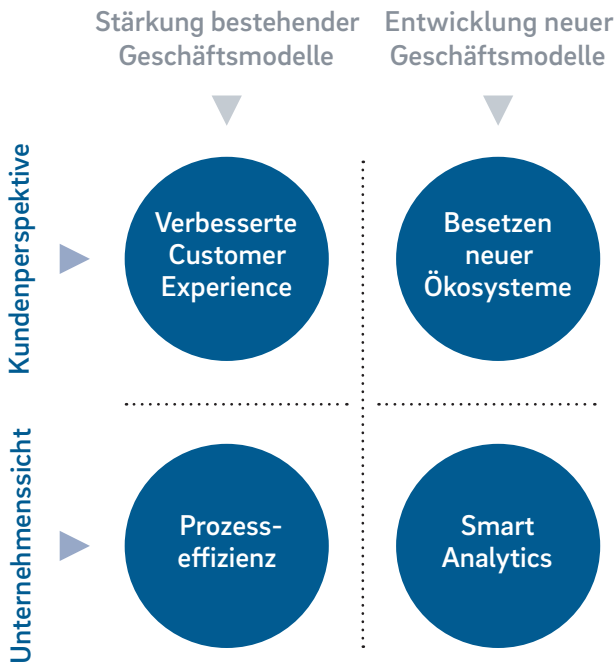 Stärkung bestehender
Geschäftsmodelle
Entwicklung neuer
Geschäftsmodelle
Kundenperspektive
Verbesserte
Customer
Experience
Besetzen
neuer
Ökosysteme
Unternehmenssicht
Prozess-
effizienz
Smart
Analytics